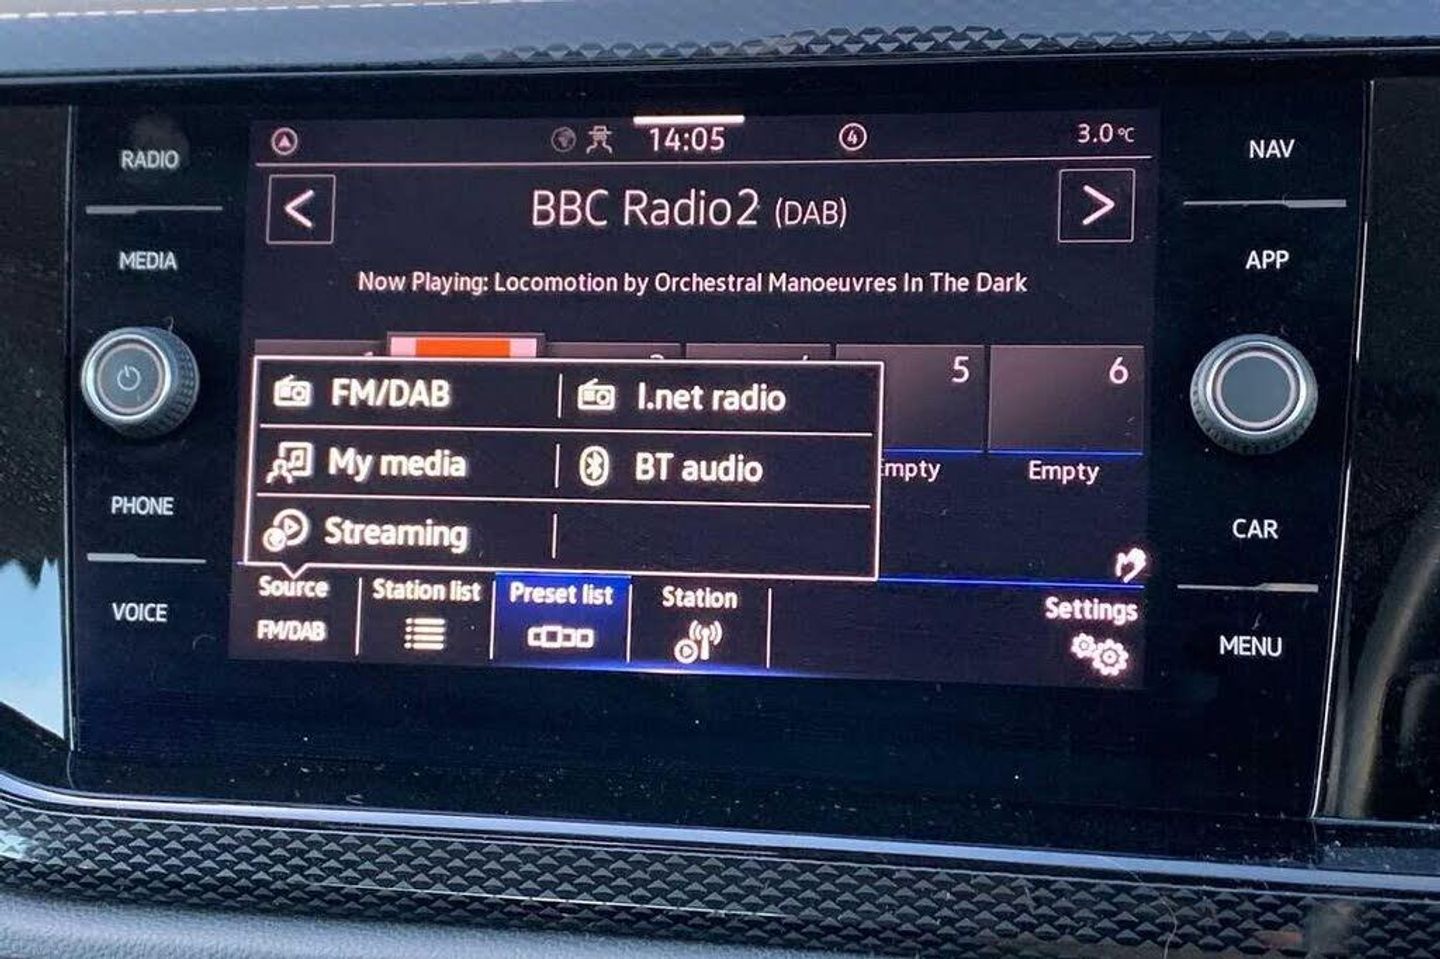 RADIO
MEDIA
PHONE
VOICE
14:05
4
3.0 °C
< BBC Radio2 (DAB) >
Now Playing: Locomotion by Orchestral Manoeuvres In The Dark
5
6
FM/DAB
I.net radio
My media
BT audio
Streaming
Empty
Source
FM/DAB
Station list
Preset list
Station
Settings
NAV
APP
CAR
MENU